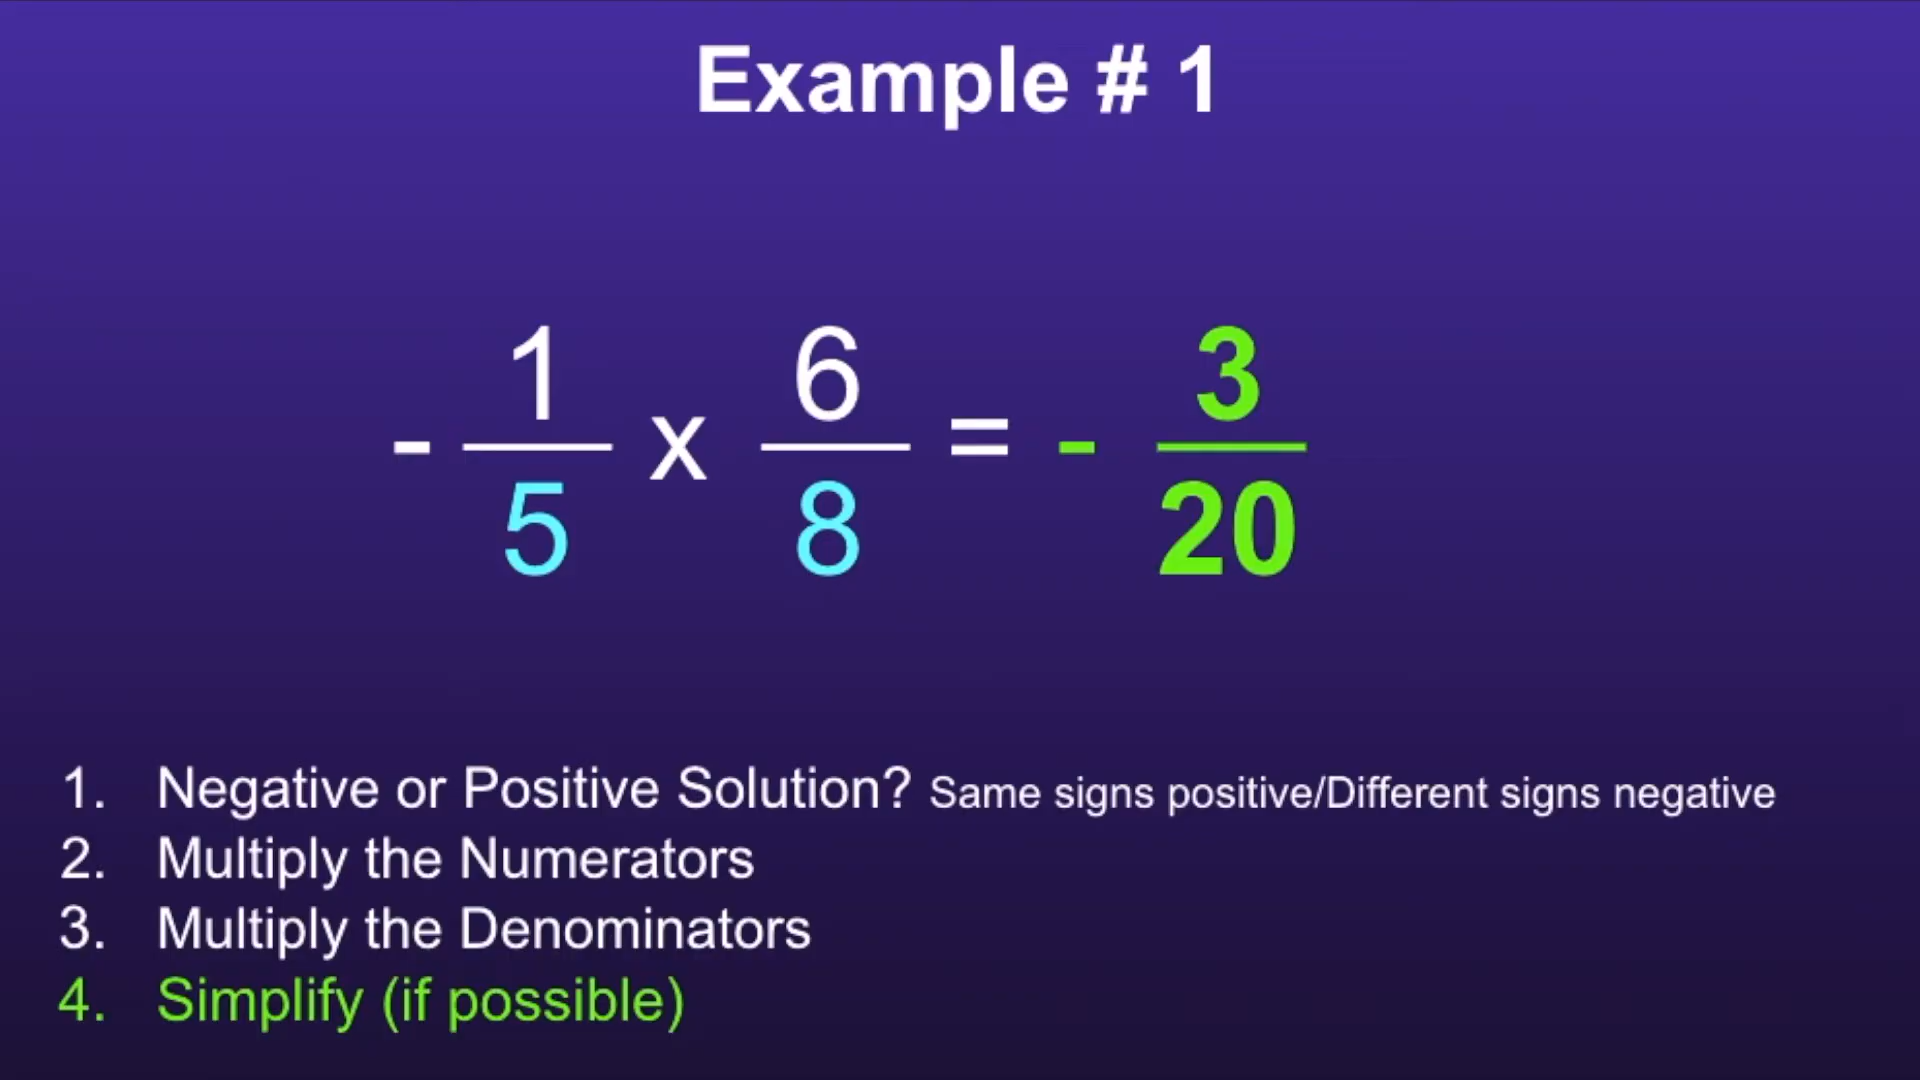 Example # 1
- 1/5 x 6/8 = - 3/20
1. Negative or Positive Solution? Same signs positive/Different signs negative
2. Multiply the Numerators
3. Multiply the Denominators
4. Simplify (if possible)